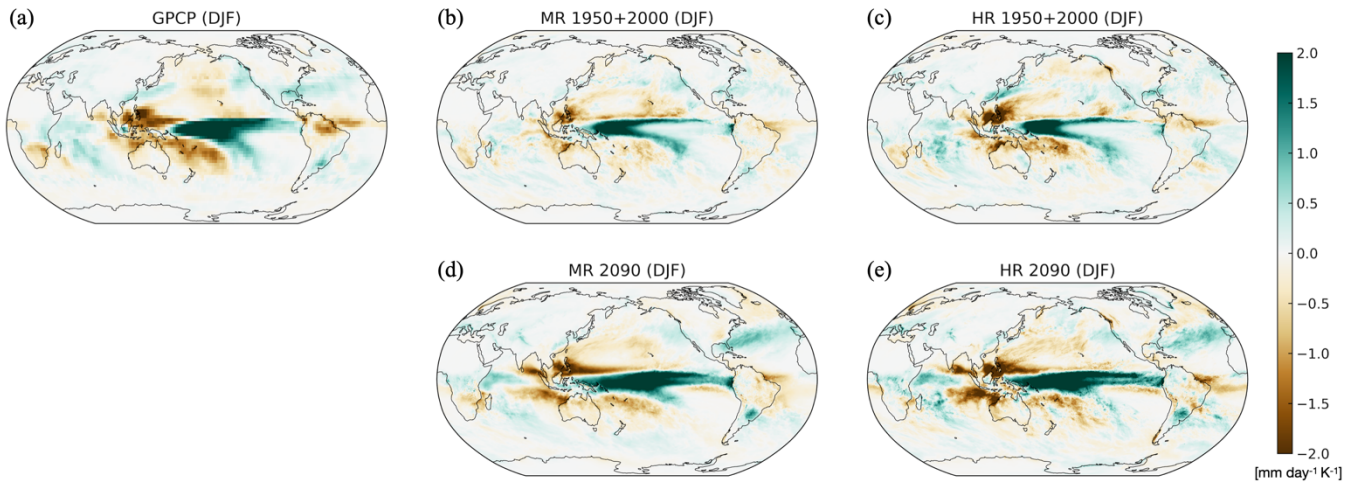 (a) GPCP (DJF)
(b) MR 1950+2000 (DJF)
(c) HR 1950+2000 (DJF)
(d) MR 2090 (DJF)
(e) HR 2090 (DJF)
2.0
1.5
1.0
0.5
0.0
−0.5
−1.0
−1.5
−2.0
[mm day⁻¹ K⁻¹]